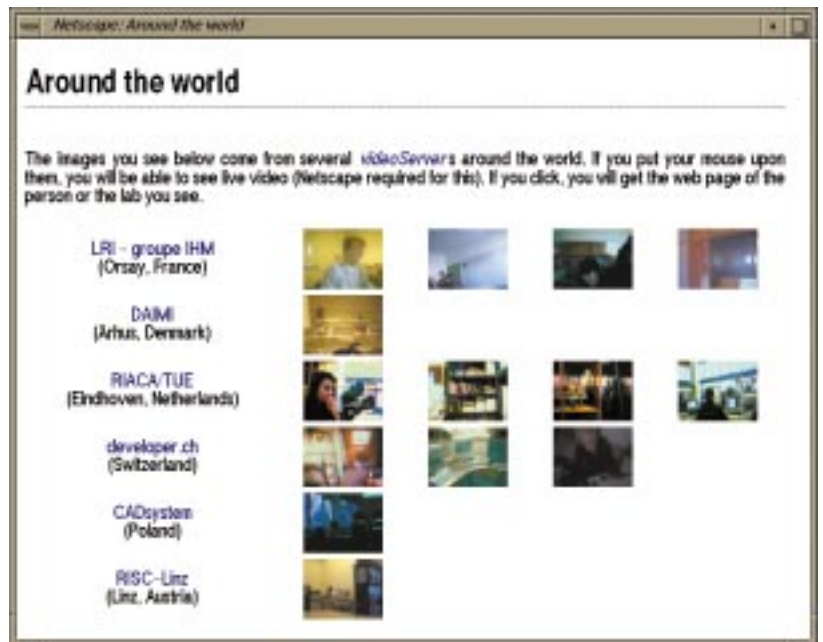 Netscape: Around the world
Around the world
The images you see below come from several videoServers around the world. If you put your mouse upon
them, you will be able to see live video (Netscape required for this). If you click, you will get the web page of the
person or the lab you see.
LRI - groupe IHM
(Orsay, France)
DAIMI
(Århus, Denmark)
RIACA/TUE
(Eindhoven, Netherlands)
developer.ch
(Switzerland)
CADsystem
(Poland)
RISC-Linz
(Linz, Austria)